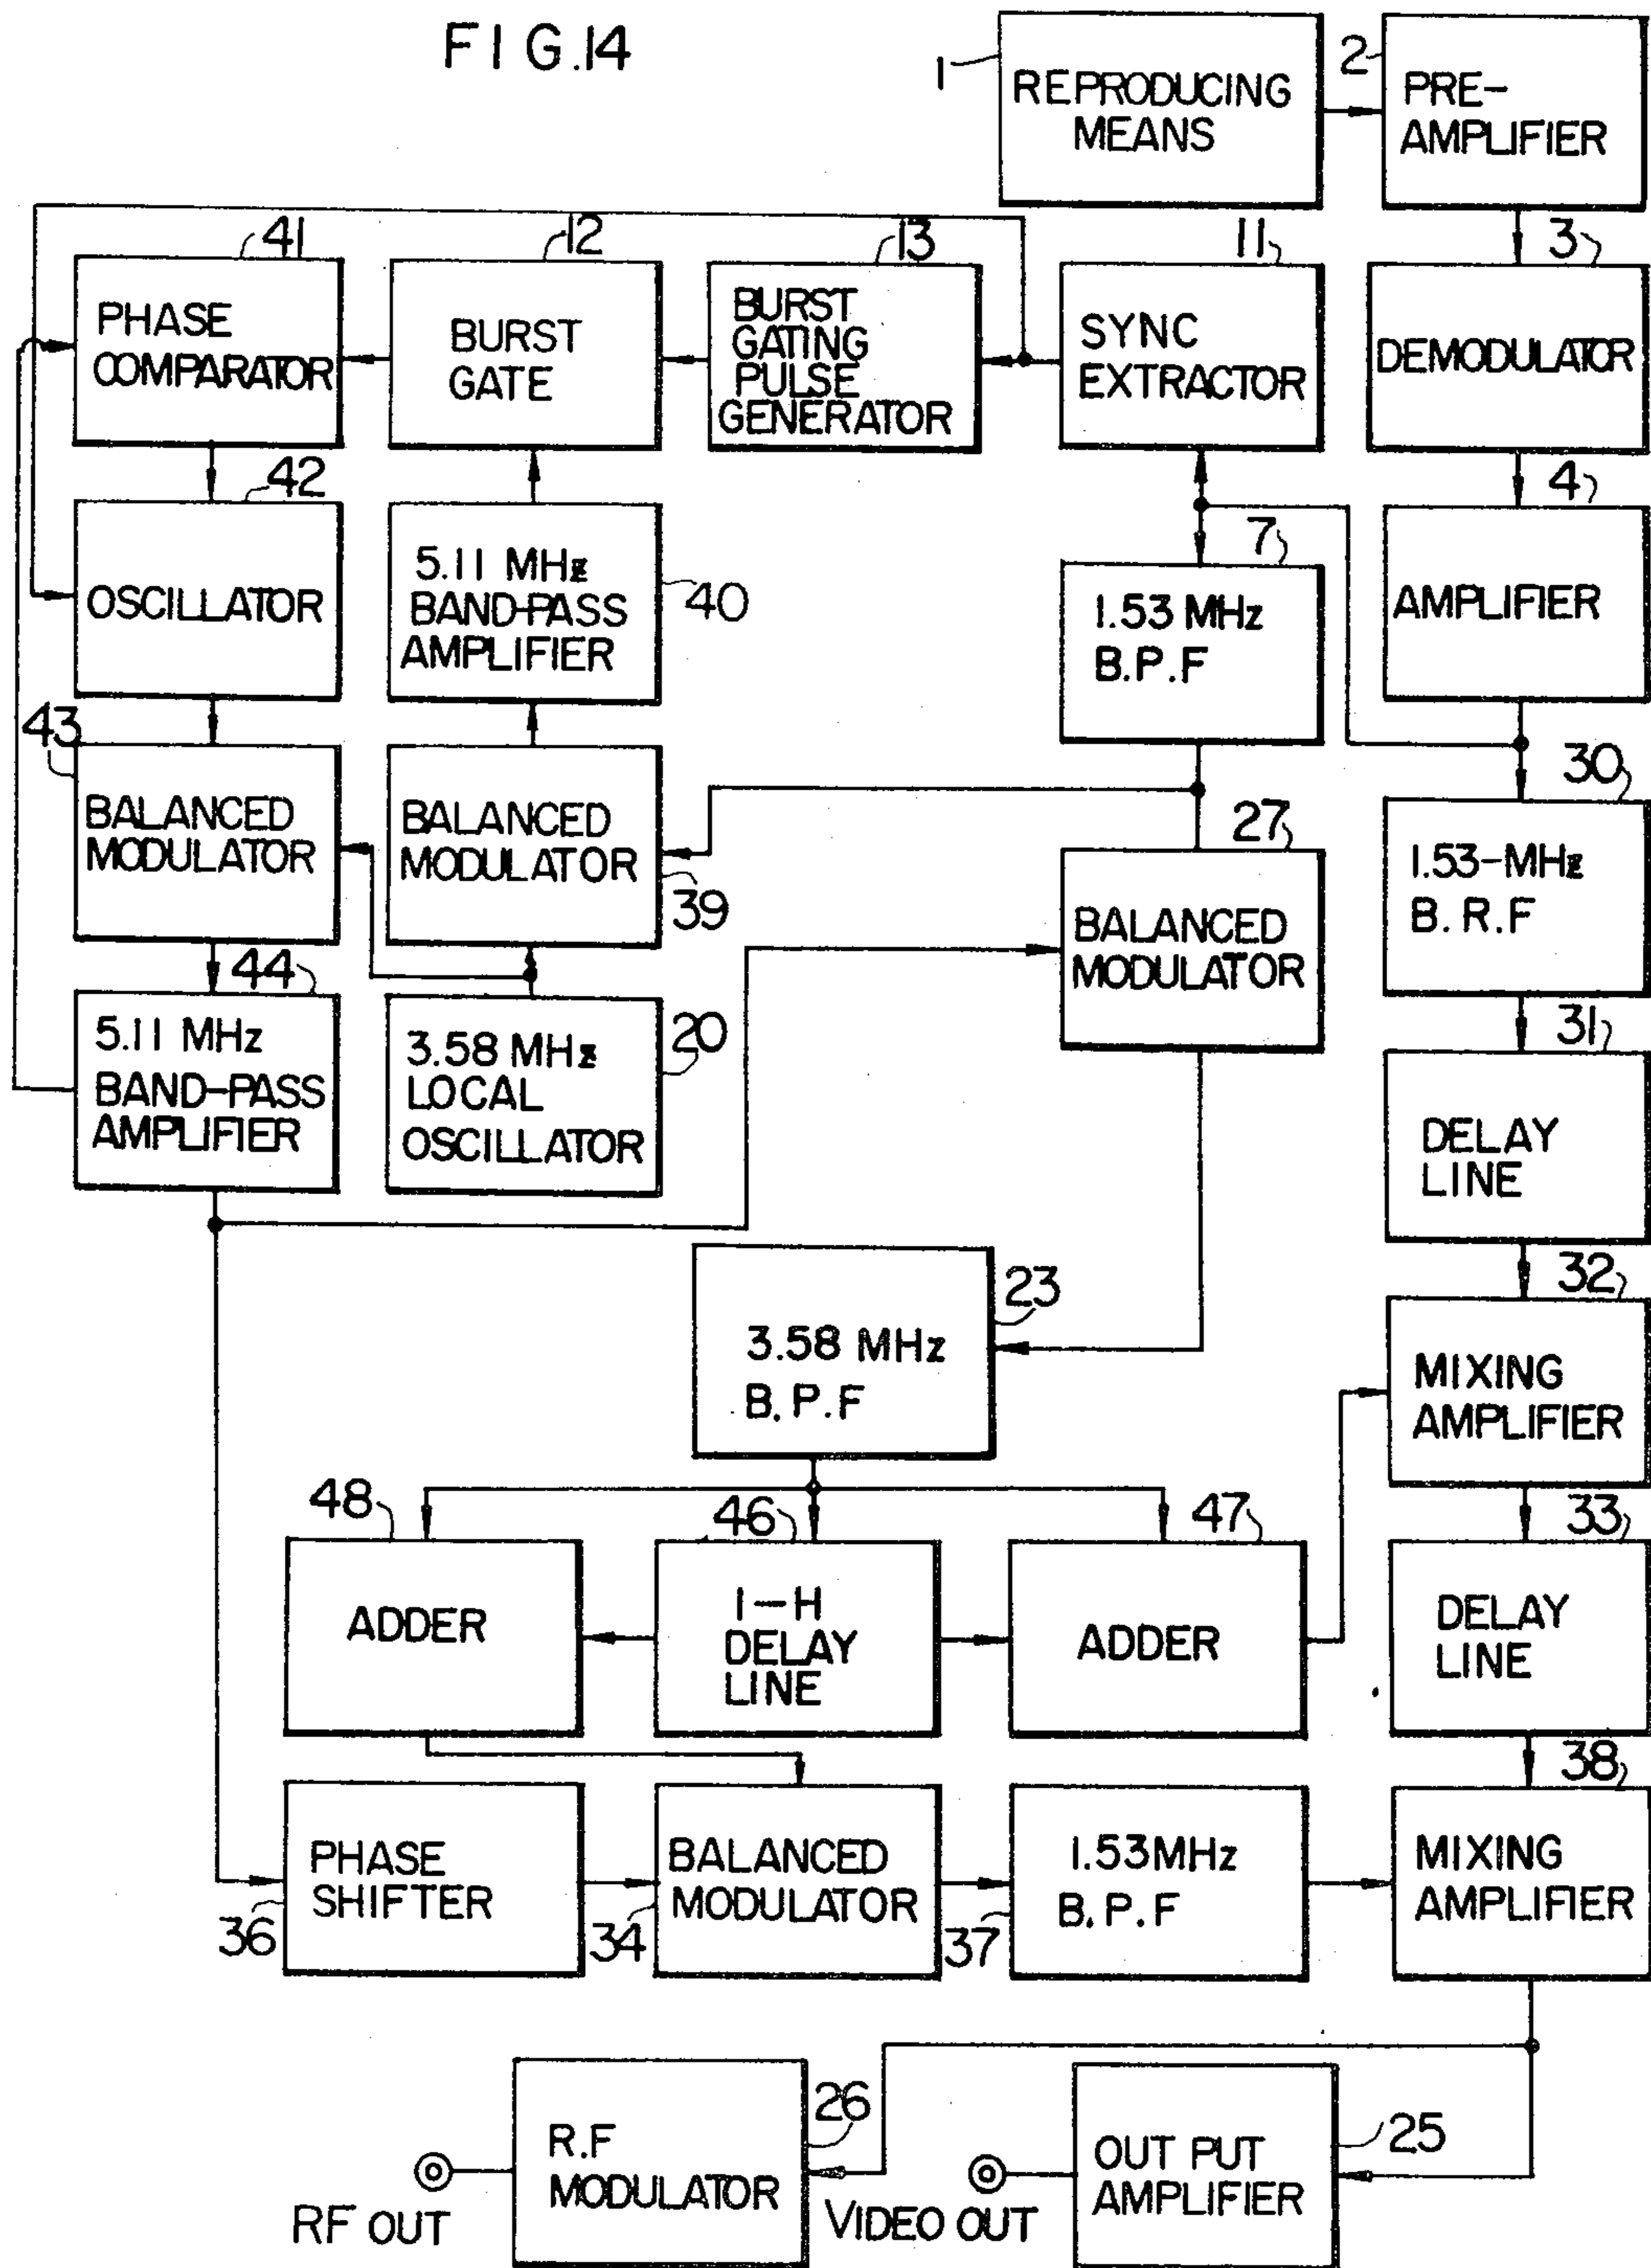 FIG.14
1
REPRODUCING
MEANS
2
PRE-
AMPLIFIER
41
PHASE
COMPARATOR
12
BURST
GATE
13
BURST
GATING
PULSE
GENERATOR
11
SYNC
EXTRACTOR
3
DEMODULATOR
42
OSCILLATOR
5.11 MHz
BAND-PASS
AMPLIFIER
40
7
1.53 MHz
B.P.F
4
AMPLIFIER
43
BALANCED
MODULATOR
BALANCED
MODULATOR
39
27
BALANCED
MODULATOR
30
1.53-MHz
B.R.F
44
5.11 MHz
BAND-PASS
AMPLIFIER
3.58 MHz
LOCAL
OSCILLATOR
20
31
DELAY
LINE
23
3.58 MHz
B.P.F
32
MIXING
AMPLIFIER
48
ADDER
46
1-H
DELAY
LINE
47
ADDER
33
DELAY
LINE
36
PHASE
SHIFTER
34
BALANCED
MODULATOR
37
1.53MHz
B.P.F
38
MIXING
AMPLIFIER
RF OUT
R.F
MODULATOR
26
VIDEO OUT
OUT PUT
AMPLIFIER
25